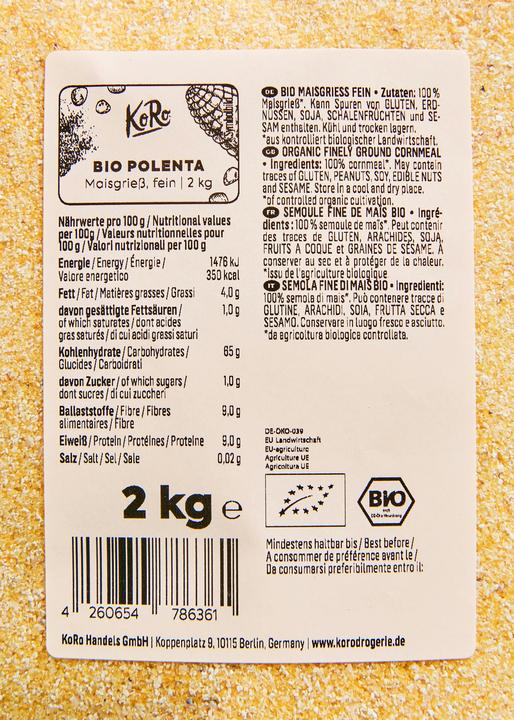 KoRo
Symbolbild
BIO POLENTA
Maisgrieß, fein | 2 kg
Nährwerte pro 100 g / Nutritional values
per 100g / Valeurs nutritionnelles pour
100 g / Valori nutrizionali per 100 g
Energie / Energy / Énergie / 1476 kJ
Valore energetico 350 kcal
Fett / Fat / Matières grasses / Grassi 4,0 g
davon gesättigte Fettsäuren / 1,0 g
of which saturates / dont acides
gras saturés / di cui acidi grassi saturi
Kohlenhydrate / Carbohydrates / 65 g
Glucides / Carboidrati
davon Zucker / of which sugars / 1,0 g
dont sucres / di cui zuccheri
Ballaststoffe / Fibre / Fibres 9,0 g
alimentaires / Fibre
Eiweiß / Protein / Protéines / Proteine 9,0 g
Salz / Salt / Sel / Sale 0,02 g
2 kg e
4 260654 786361
DE BIO MAISGRIESS FEIN • Zutaten: 100 %
Maisgrieß*. Kann Spuren von GLUTEN, ERD-
NÜSSEN, SOJA, SCHALENFRÜCHTEN und SE-
SAM enthalten. Kühl und trocken lagern.
*aus kontrolliert biologischer Landwirtschaft.
GB ORGANIC FINELY GROUND CORNMEAL
• Ingredients: 100% cornmeal*. May contain
traces of GLUTEN, PEANUTS, SOY, EDIBLE NUTS
and SESAME. Store in a cool and dry place.
*of controlled organic cultivation.
FR SEMOULE FINE DE MAÏS BIO • Ingré-
dients : 100 % semoule de maïs*. Peut contenir
des traces de GLUTEN, ARACHIDES, SOJA,
FRUITS À COQUE et GRAINES DE SÉSAME. À
conserver au sec et à protéger de la chaleur.
*issu de l'agriculture biologique
IT SEMOLA FINE DI MAIS BIO • Ingredienti:
100% semola di mais*. Può contenere tracce di
GLUTINE, ARACHIDI, SOIA, FRUTTA SECCA e
SESAMO. Conservare in luogo fresco e asciutto.
*da agricoltura biologica controllata.
DE-ÖKO-039
EU Landwirtschaft
EU-agriculture
Agriculture UE
Agricoltura UE
BIO
nach
Mindestens haltbar bis / Best before /
A consommer de préférence avant le /
Da consumarsi preferibilmente entro il:
KoRo Handels GmbH | Koppenplatz 9, 10115 Berlin, Germany | www.korodrogerie.de